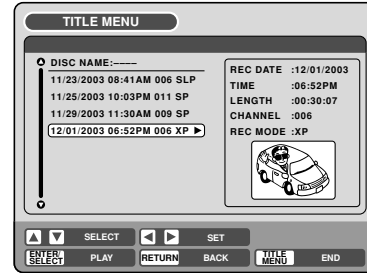 TITLE MENU
DISC NAME:----
11/23/2003 08:41AM 006 SLP
11/25/2003 10:03PM 011 SP
11/29/2003 11:30AM 009 SP
12/01/2003 06:52PM 006 XP
REC DATE :12/01/2003
TIME :06:52PM
LENGTH :00:30:07
CHANNEL :006
REC MODE :XP
SELECT SET
ENTER/SELECT PLAY RETURN BACK TITLE MENU END